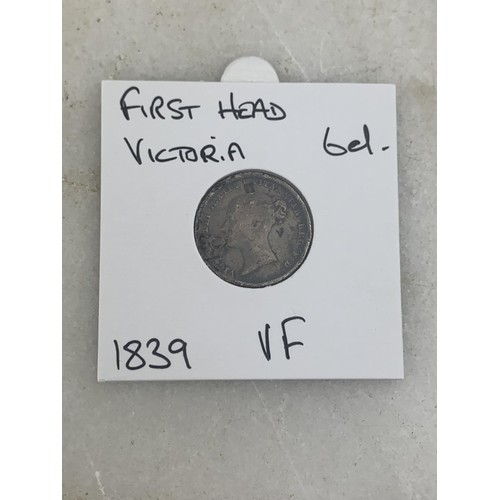 FIRST HEAD
VICTORIA 6d.
1839 VF